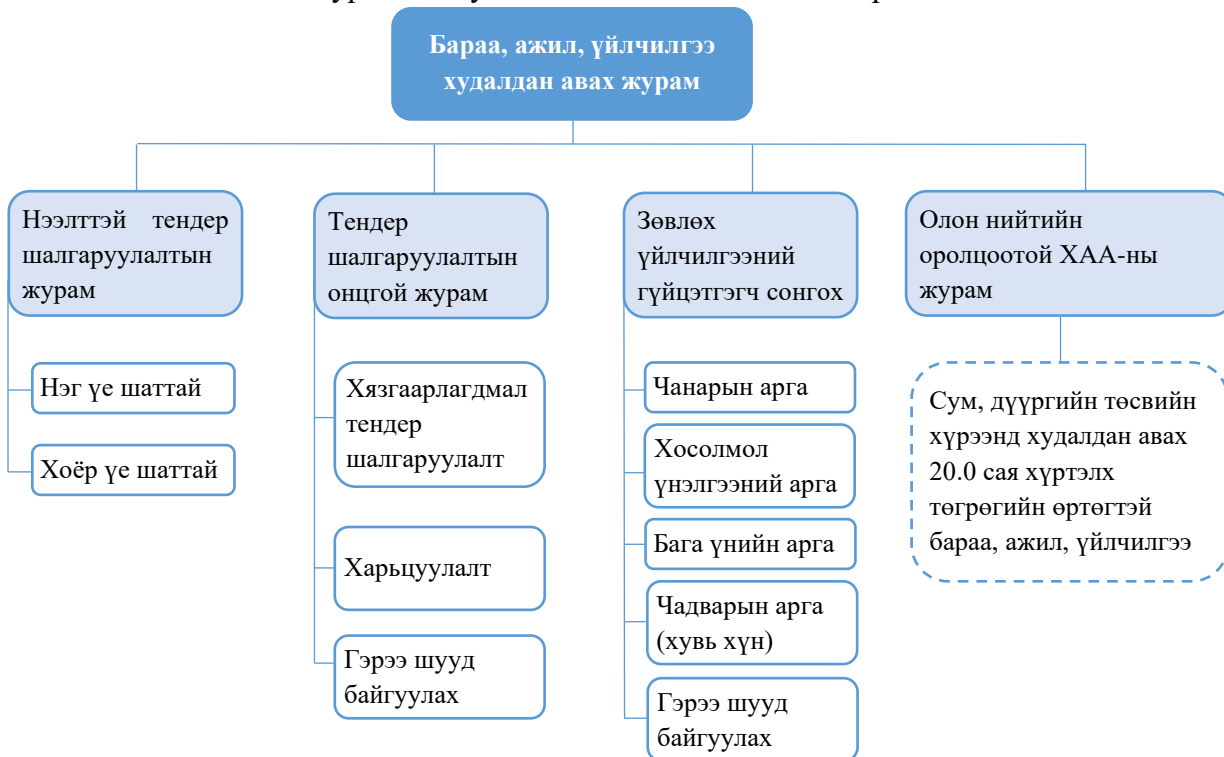 Бараа, ажил, үйлчилгээ
худалдан авах журам
Нээлттэй тендер
шалгаруулалтын
журам
Нэг үе шаттай
Хоёр үе шаттай
Тендер
шалгаруулалтын
онцгой журам
Хязгаарлагдмал
тендер
шалгаруулалт
Харьцуулалт
Гэрээ шууд
байгуулах
Зөвлөх
үйлчилгээний
гүйцэтгэгч сонгох
Чанарын арга
Хосолмол
үнэлгээний арга
Бага үнийн арга
Чадварын арга
(хувь хүн)
Гэрээ шууд
байгуулах
Олон нийтийн
оролцоотой ХАА-ны
журам
Сум, дүүргийн төсвийн
хүрээнд худалдан авах
20.0 сая хүртэлх
төгрөгийн өртөгтэй
бараа, ажил, үйлчилгээ